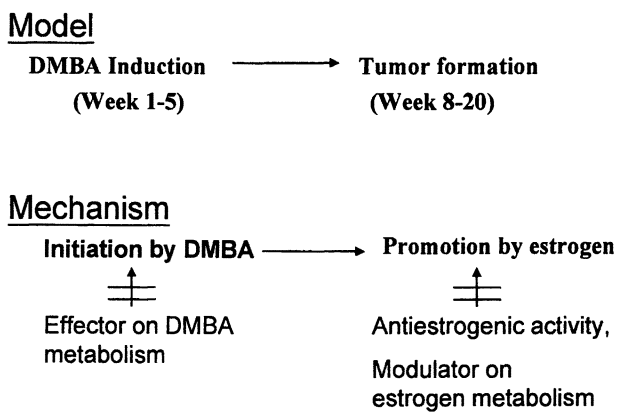 Model
DMBA Induction Tumor formation
(Week 1-5) (Week 8-20)
Mechanism
Initiation by DMBA Promotion by estrogen
Effector on DMBA
metabolism
Antiestrogenic activity,
Modulator on
estrogen metabolism